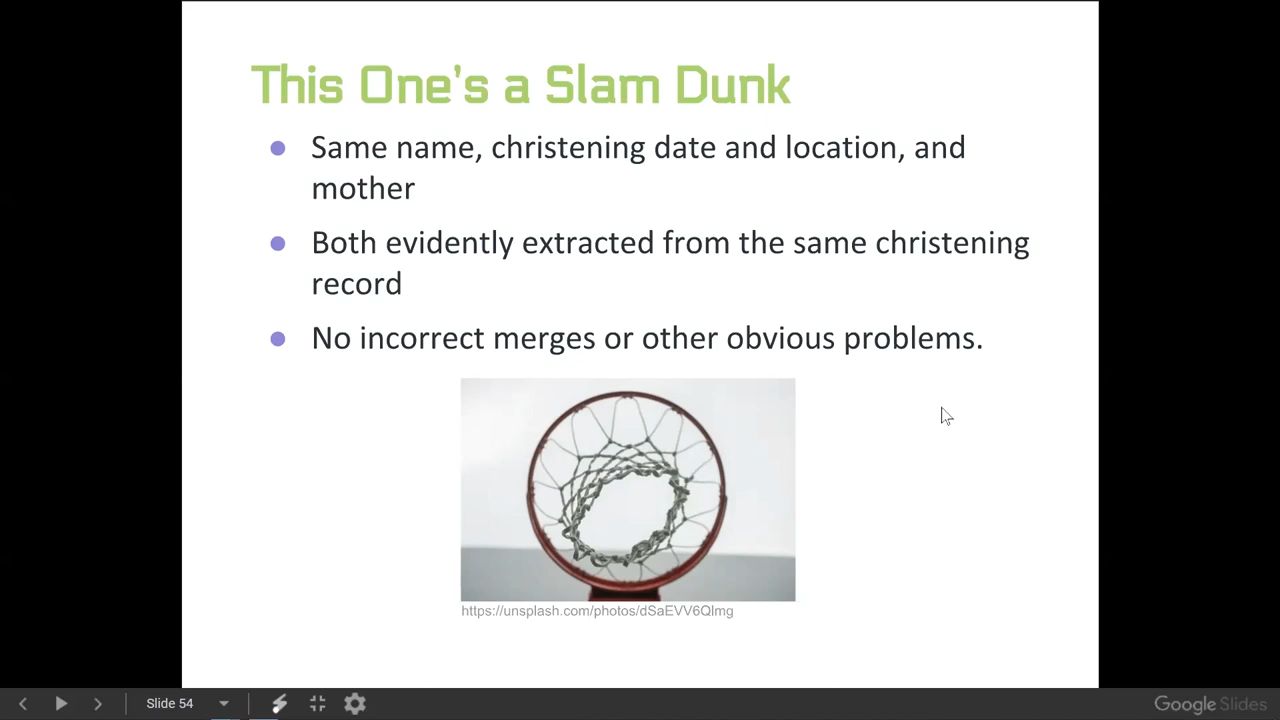 This One's a Slam Dunk
Same name, christening date and location, and
mother
Both evidently extracted from the same christening
record
No incorrect merges or other obvious problems.
https://unsplash.com/photos/dSaEVV6QImg
Slide 54
Google Slides